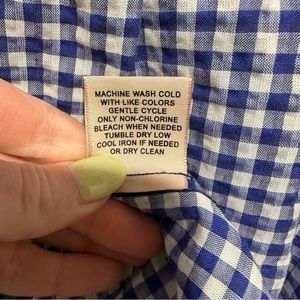 MACHINE WASH COLD
WITH LIKE COLORS
GENTLE CYCLE
ONLY NON-CHLORINE
BLEACH WHEN NEEDED
TUMBLE DRY LOW
COOL IRON IF NEEDED
OR DRY CLEAN